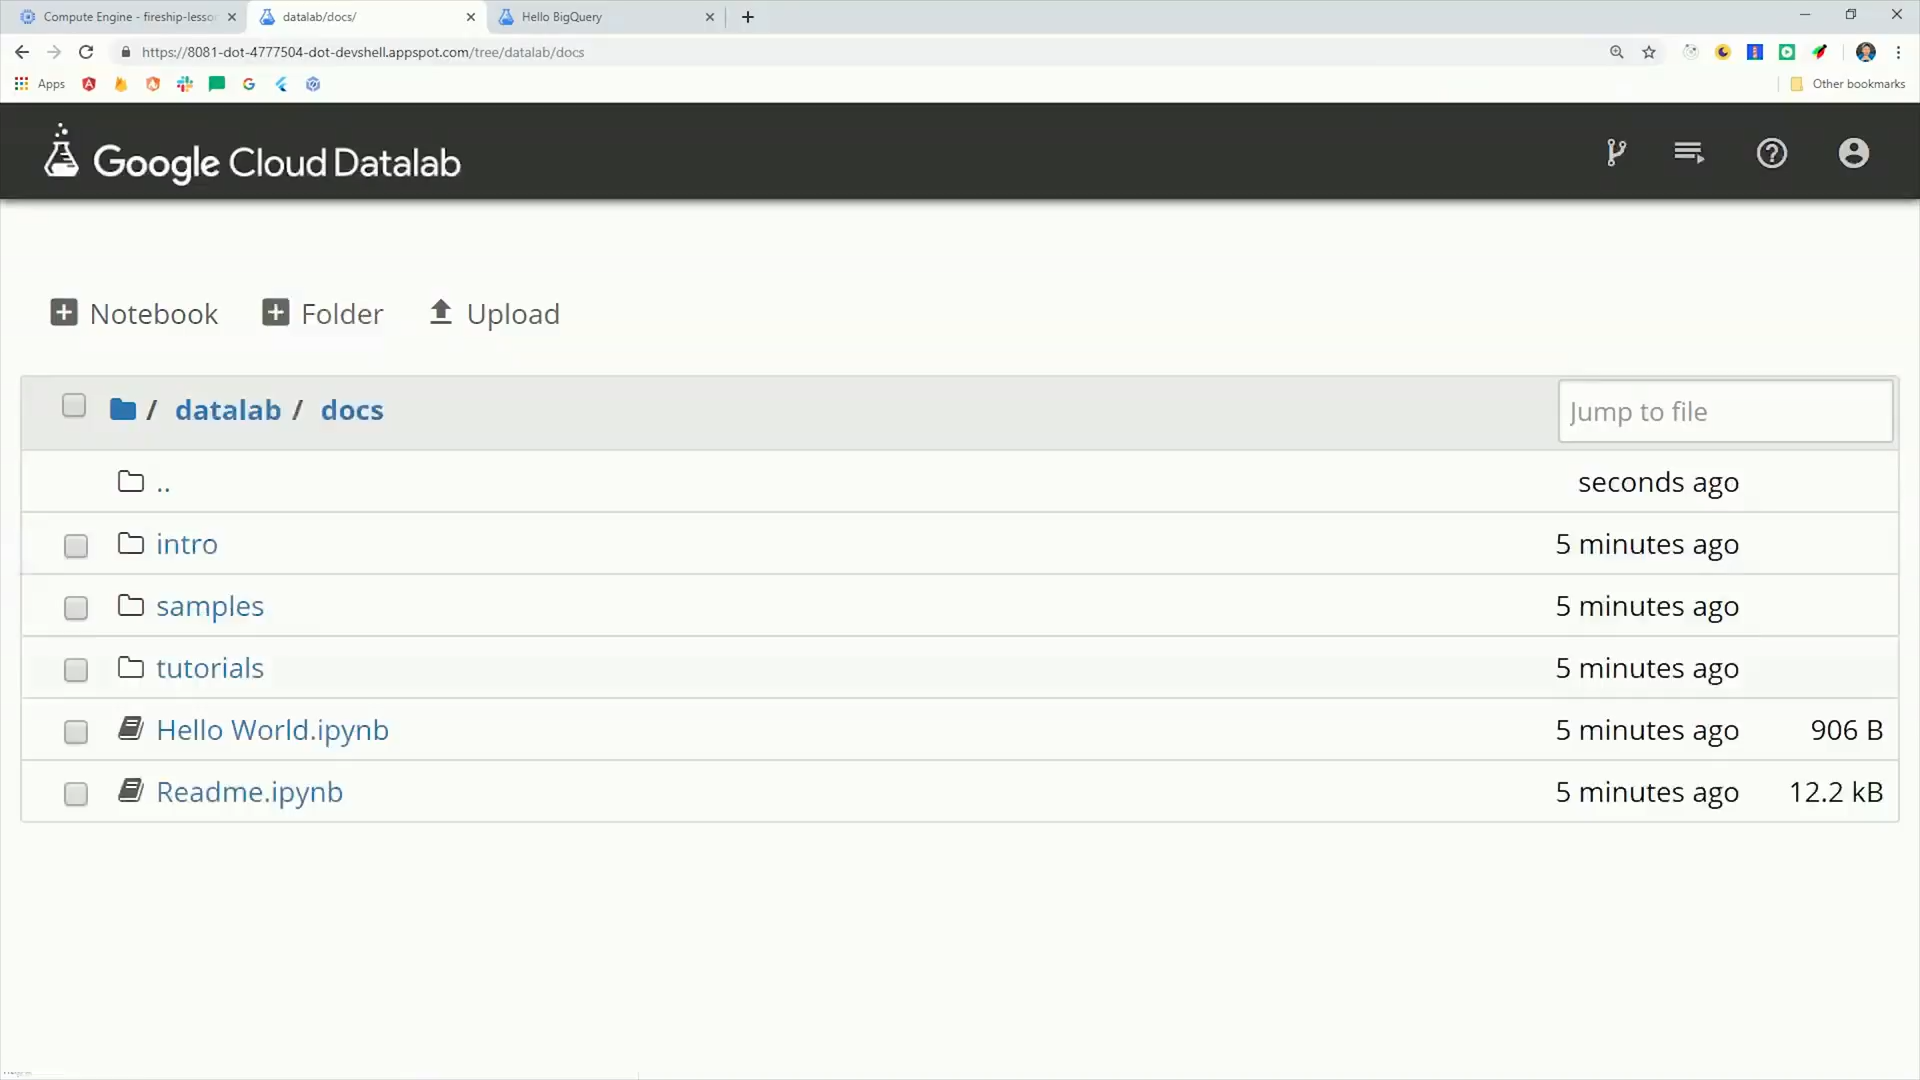 Compute Engine - fireship-lesso
datalab/docs/
Hello BigQuery
https://8081-dot-4777504-dot-devshell.appspot.com/tree/datalab/docs
Apps
Other bookmarks
Google Cloud Datalab
Notebook Folder Upload
/ datalab / docs
Jump to file
.. seconds ago
intro 5 minutes ago
samples 5 minutes ago
tutorials 5 minutes ago
Hello World.ipynb 5 minutes ago 906 B
Readme.ipynb 5 minutes ago 12.2 kB